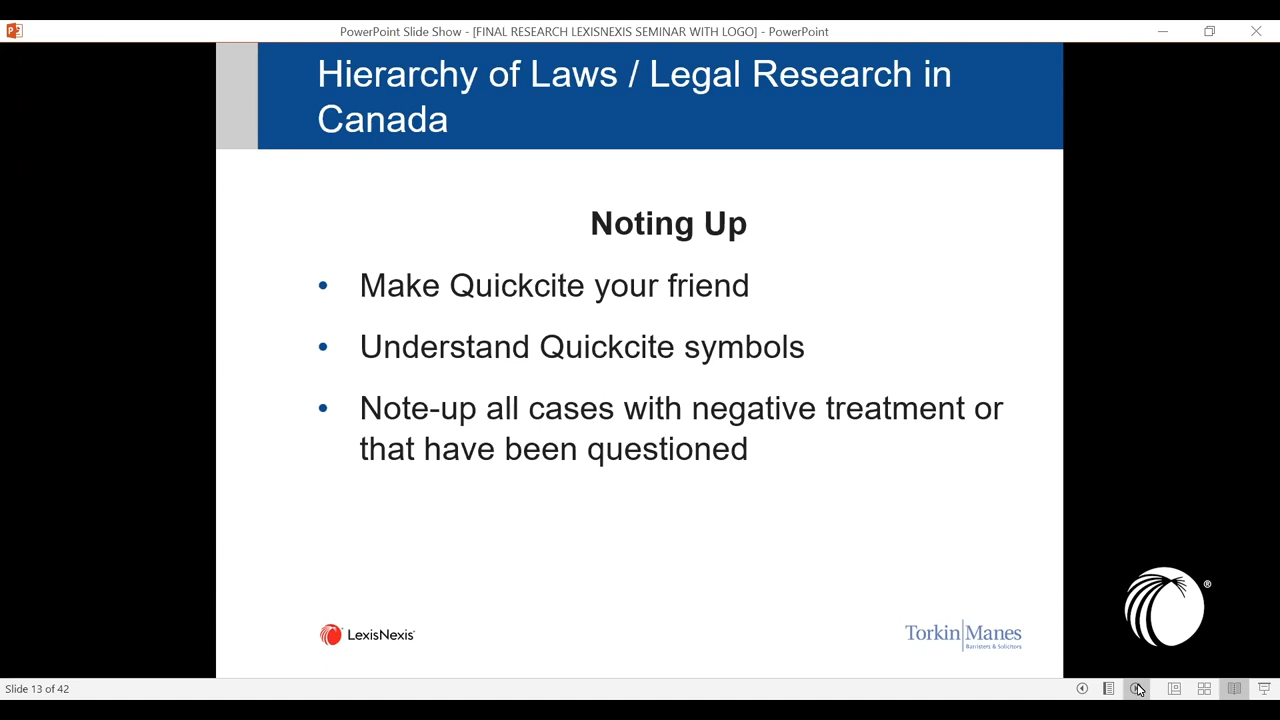 PowerPoint Slide Show - [FINAL RESEARCH LEXISNEXIS SEMINAR WITH LOGO] - PowerPoint
Hierarchy of Laws / Legal Research in
Canada
Noting Up
• Make Quickcite your friend
• Understand Quickcite symbols
• Note-up all cases with negative treatment or
that have been questioned
®
LexisNexis®
Torkin|Manes
Barristers & Solicitors
Slide 13 of 42